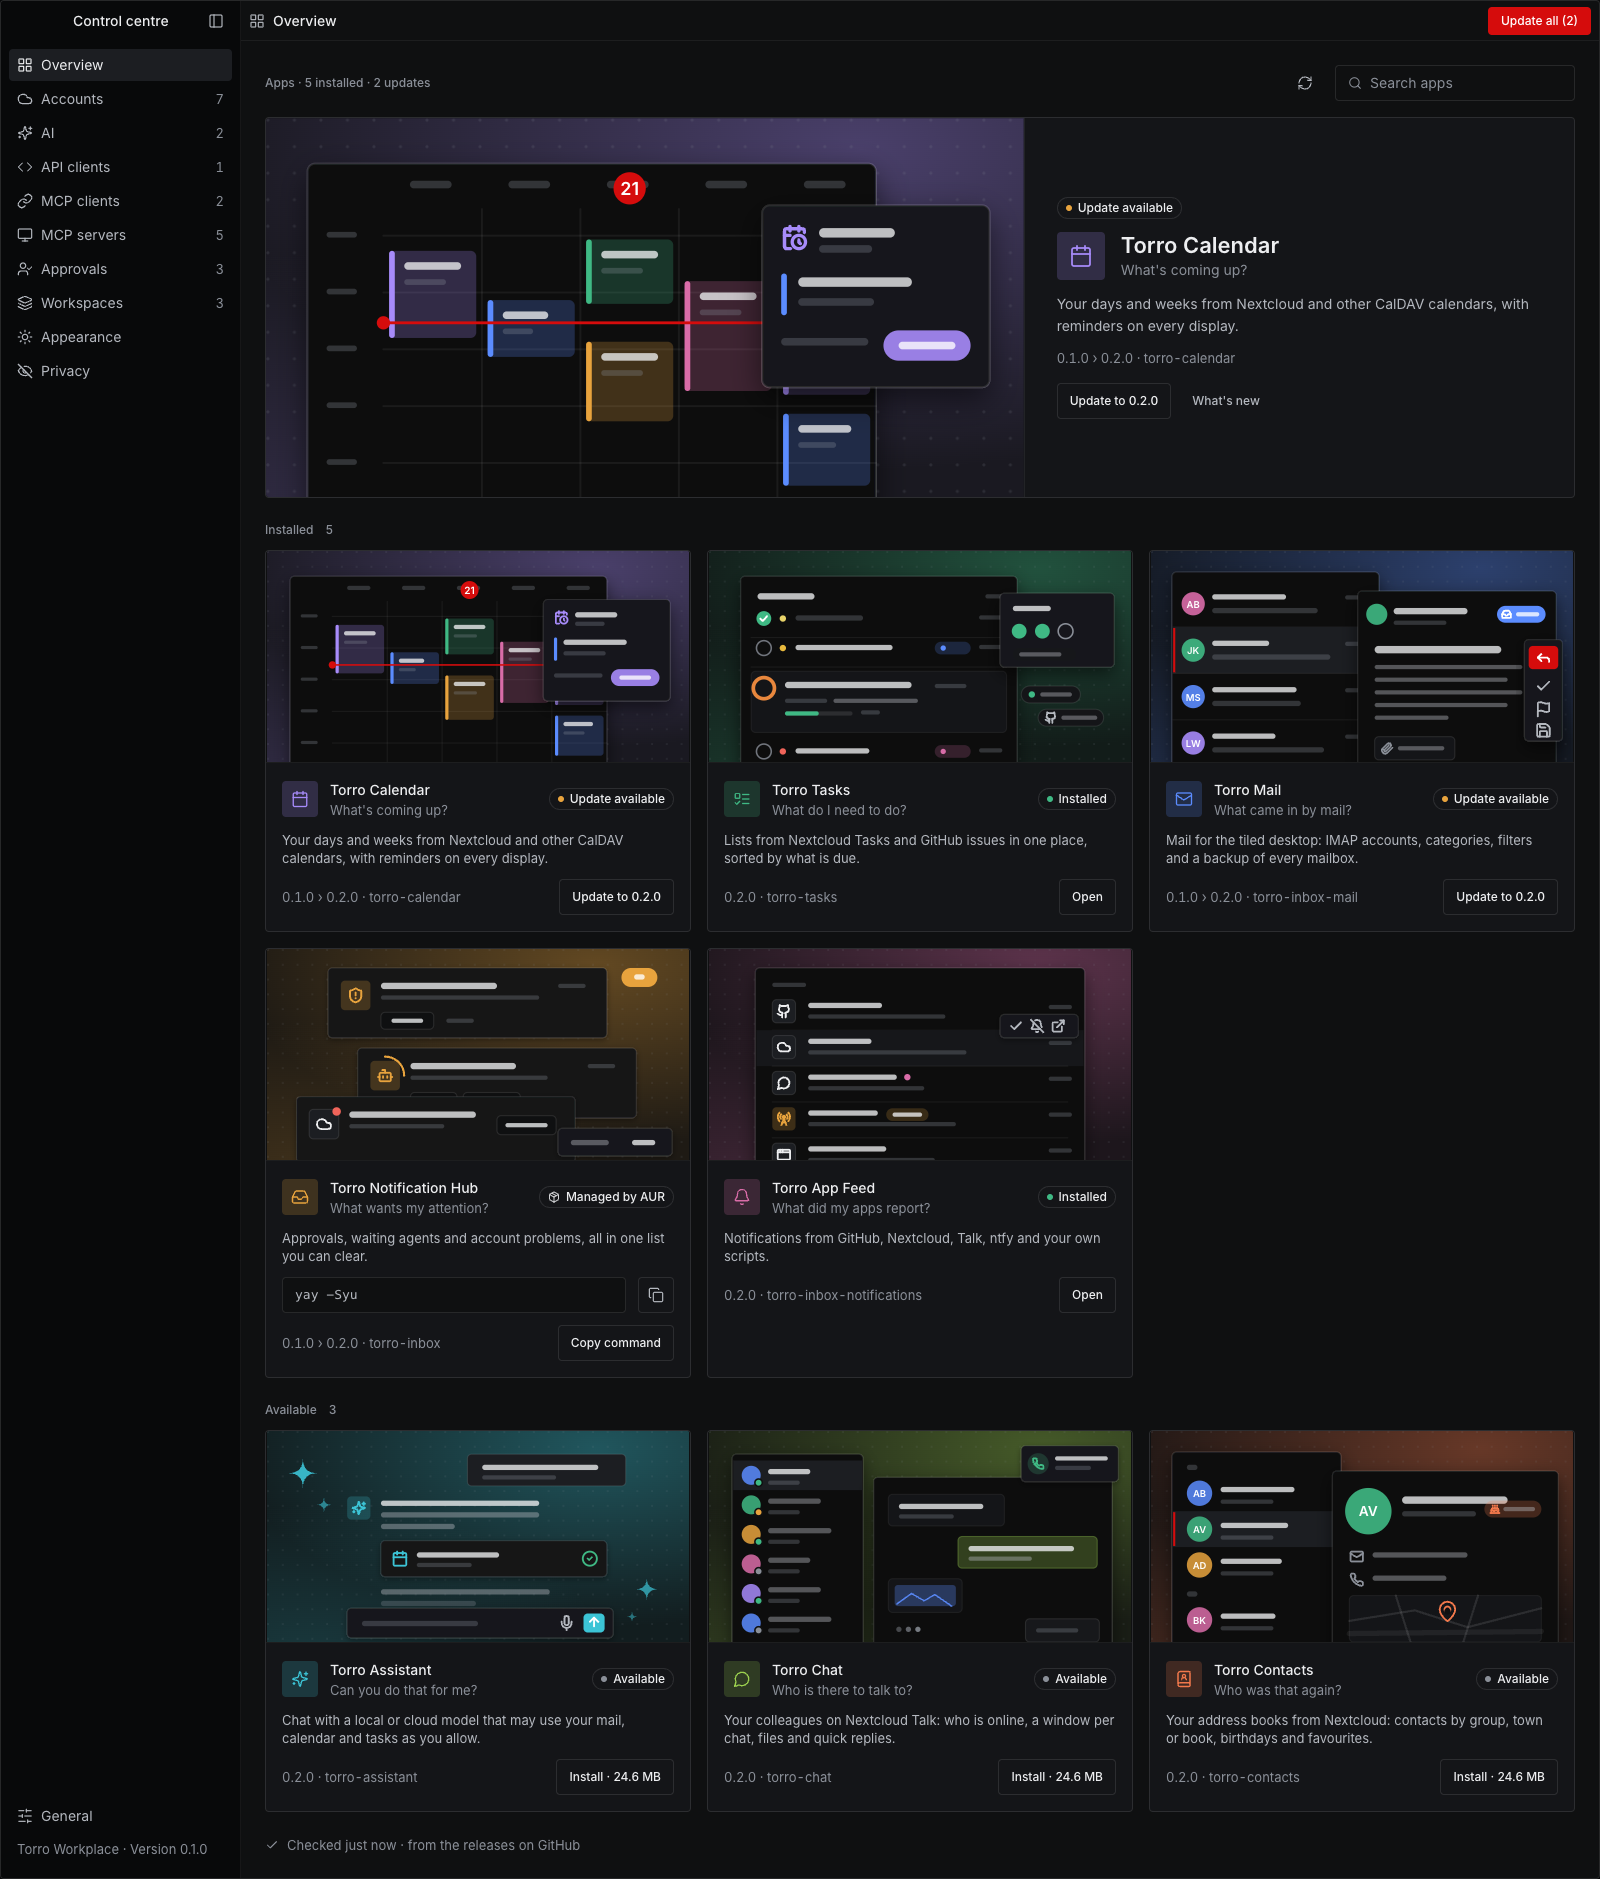 Control centre
Overview
Update all (2)
Overview
Accounts 7
AI 2
API clients 1
MCP clients 2
MCP servers 5
Approvals 3
Workspaces 3
Appearance
Privacy
General
Torro Workplace · Version 0.1.0
Apps · 5 installed · 2 updates
Search apps
21
Update available
Torro Calendar
What's coming up?
Your days and weeks from Nextcloud and other CalDAV calendars, with
reminders on every display.
0.1.0 › 0.2.0 · torro-calendar
Update to 0.2.0
What's new
Installed 5
21
Torro Calendar
What's coming up?
Update available
Your days and weeks from Nextcloud and other CalDAV
calendars, with reminders on every display.
0.1.0 › 0.2.0 · torro-calendar
Update to 0.2.0
Torro Tasks
What do I need to do?
Installed
Lists from Nextcloud Tasks and GitHub issues in one place,
sorted by what is due.
0.2.0 · torro-tasks
Open
AB
JK
MS
LW
Torro Mail
What came in by mail?
Update available
Mail for the tiled desktop: IMAP accounts, categories, filters
and a backup of every mailbox.
0.1.0 › 0.2.0 · torro-inbox-mail
Update to 0.2.0
Torro Notification Hub
What wants my attention?
Managed by AUR
Approvals, waiting agents and account problems, all in one list
you can clear.
yay -Syu
0.1.0 › 0.2.0 · torro-inbox
Copy command
Torro App Feed
What did my apps report?
Installed
Notifications from GitHub, Nextcloud, Talk, ntfy and your own
scripts.
0.2.0 · torro-inbox-notifications
Open
Available 3
Torro Assistant
Can you do that for me?
Available
Chat with a local or cloud model that may use your mail,
calendar and tasks as you allow.
0.2.0 · torro-assistant
Install · 24.6 MB
Torro Chat
Who is there to talk to?
Available
Your colleagues on Nextcloud Talk: who is online, a window per
chat, files and quick replies.
0.2.0 · torro-chat
Install · 24.6 MB
AB
AV
AD
BK
AV
Torro Contacts
Who was that again?
Available
Your address books from Nextcloud: contacts by group, town
or book, birthdays and favourites.
0.2.0 · torro-contacts
Install · 24.6 MB
Checked just now · from the releases on GitHub